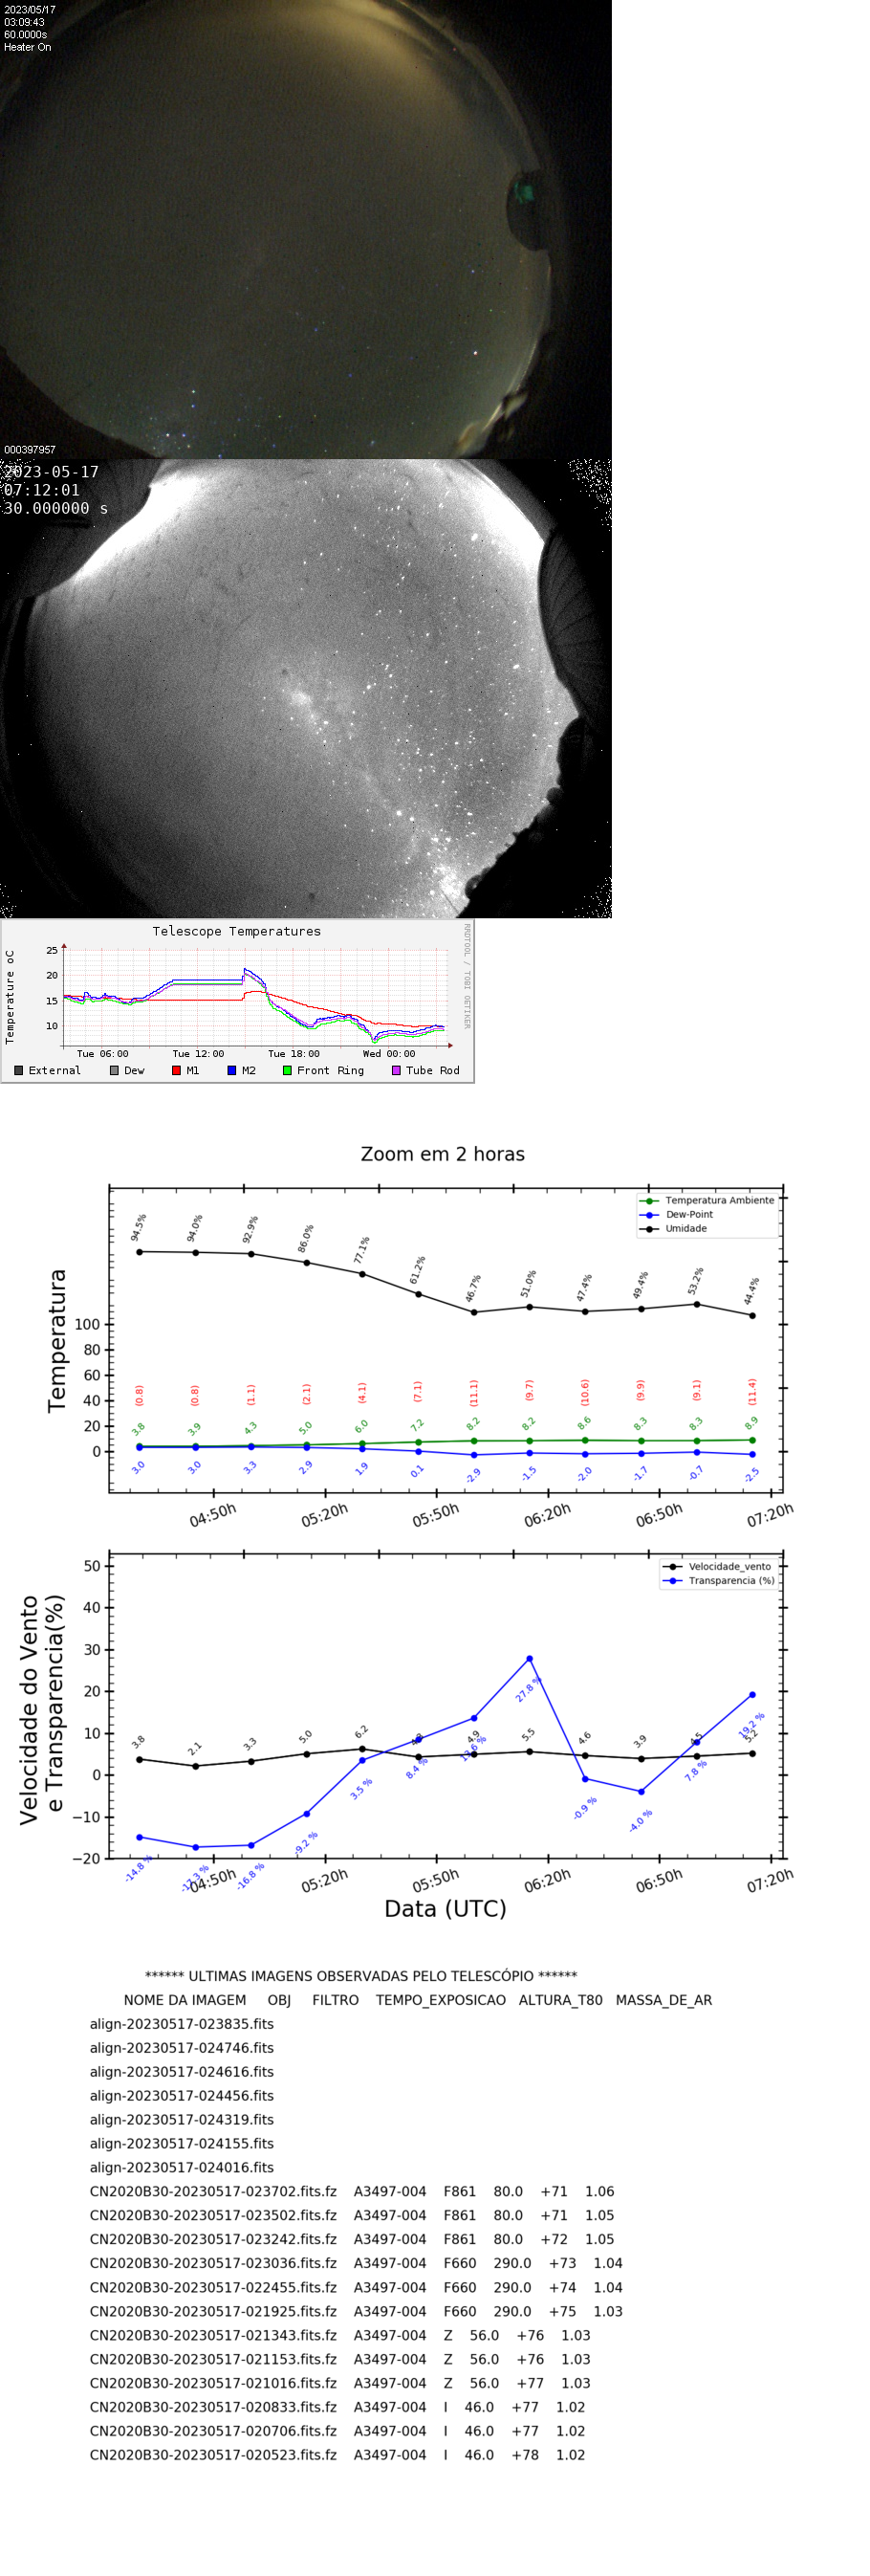 2023/05/17
03:09:43
60.0000s
Heater On
000397957
2023-05-17
07:12:01
30.000000 s
Telescope Temperatures
RRDTOOL / TOBI OETIKER
Temperature oC
25
20
15
10
Tue 06:00 Tue 12:00 Tue 18:00 Wed 00:00
External Dew M1 M2 Front Ring Tube Rod
Zoom em 2 horas
Temperatura Ambiente
Dew-Point
Umidade
94.5% 94.0% 92.9% 86.0% 77.1% 61.2% 46.7% 51.0% 47.4% 49.4% 53.2% 44.4%
Temperatura
100
80
60
40
20
0
(0.8) (0.8) (1.1) (2.1) (4.1) (7.1) (11.1) (9.7) (10.6) (9.9) (9.1) (11.4)
3.8 3.9 4.3 5.0 6.0 7.2 8.2 8.2 8.6 8.3 8.3 8.9
3.0 3.0 3.3 2.9 1.9 0.1 -2.9 -1.5 -2.0 -1.7 -0.7 -2.5
04:50h 05:20h 05:50h 06:20h 06:50h 07:20h
Velocidade_vento
Transparencia (%)
Velocidade do Vento
e Transparencia(%)
50
40
30
20
10
0
−10
−20
3.8 2.1 3.3 5.0 6.2 4.9 5.5 4.6 3.9 4.5 5.2
-14.8 % -17.3 % -16.8 % -9.2 % 3.5 % 8.4 % 13.6 % 27.8 % -0.9 % -4.0 % 7.8 % 19.2 %
04:50h 05:20h 05:50h 06:20h 06:50h 07:20h
Data (UTC)
****** ULTIMAS IMAGENS OBSERVADAS PELO TELESCÓPIO ******
NOME DA IMAGEM OBJ FILTRO TEMPO_EXPOSICAO ALTURA_T80 MASSA_DE_AR
align-20230517-023835.fits
align-20230517-024746.fits
align-20230517-024616.fits
align-20230517-024456.fits
align-20230517-024319.fits
align-20230517-024155.fits
align-20230517-024016.fits
CN2020B30-20230517-023702.fits.fz A3497-004 F861 80.0 +71 1.06
CN2020B30-20230517-023502.fits.fz A3497-004 F861 80.0 +71 1.05
CN2020B30-20230517-023242.fits.fz A3497-004 F861 80.0 +72 1.05
CN2020B30-20230517-023036.fits.fz A3497-004 F660 290.0 +73 1.04
CN2020B30-20230517-022455.fits.fz A3497-004 F660 290.0 +74 1.04
CN2020B30-20230517-021925.fits.fz A3497-004 F660 290.0 +75 1.03
CN2020B30-20230517-021343.fits.fz A3497-004 Z 56.0 +76 1.03
CN2020B30-20230517-021153.fits.fz A3497-004 Z 56.0 +76 1.03
CN2020B30-20230517-021016.fits.fz A3497-004 Z 56.0 +77 1.03
CN2020B30-20230517-020833.fits.fz A3497-004 I 46.0 +77 1.02
CN2020B30-20230517-020706.fits.fz A3497-004 I 46.0 +77 1.02
CN2020B30-20230517-020523.fits.fz A3497-004 I 46.0 +78 1.02